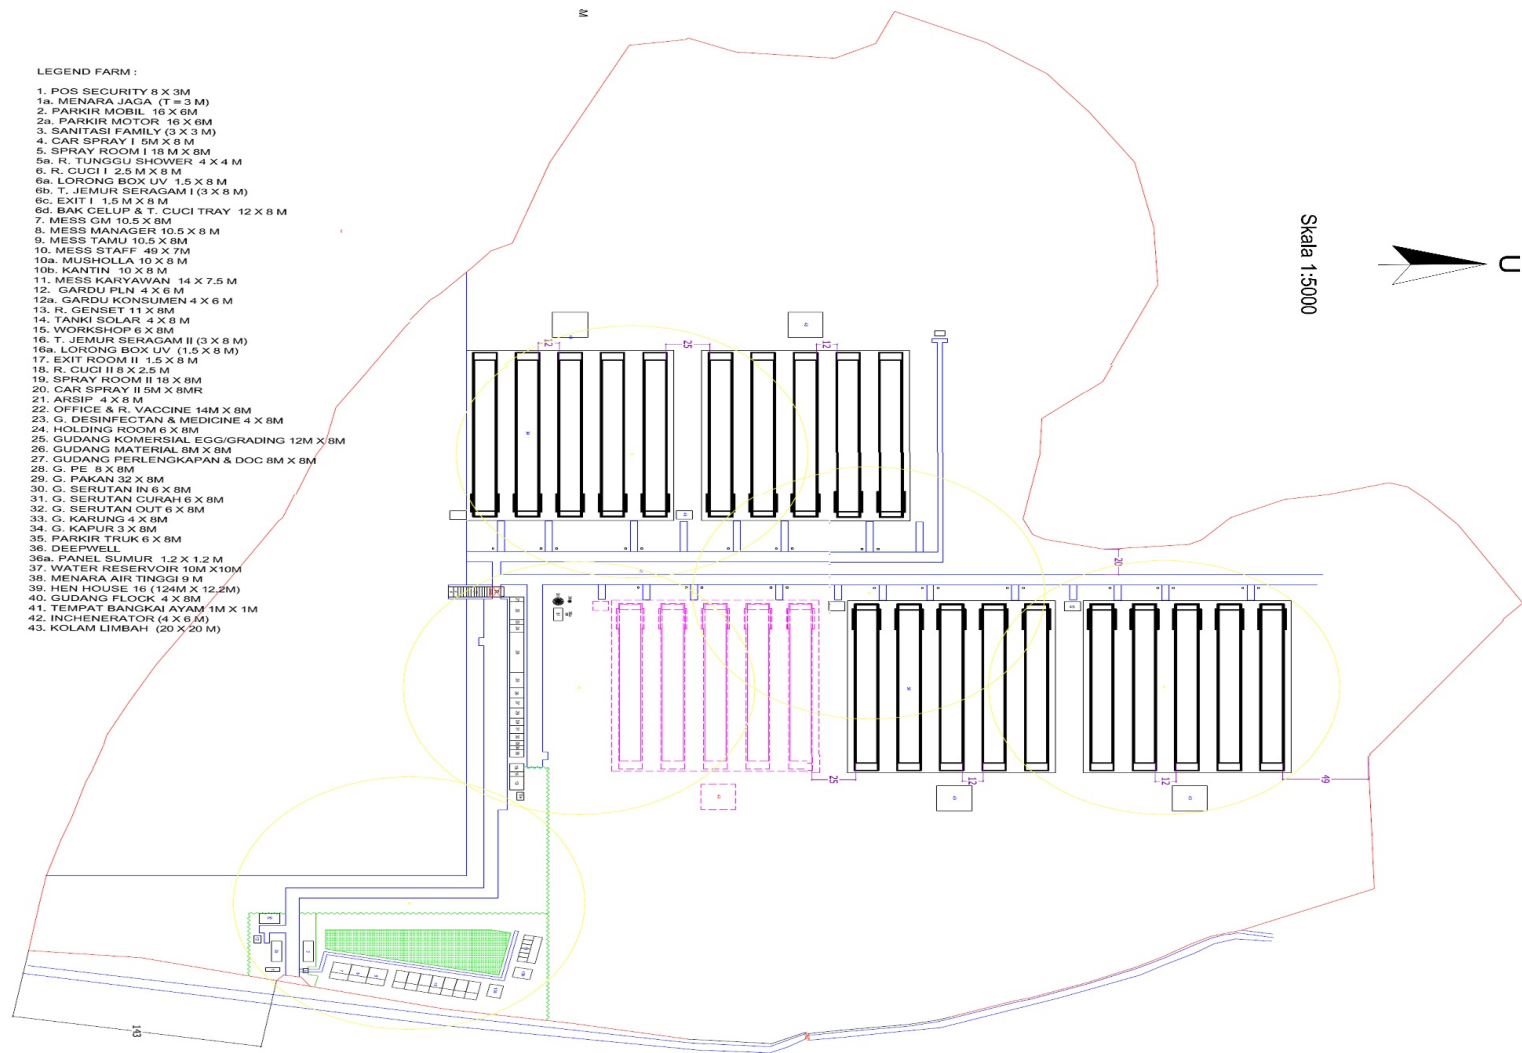 M
LEGEND FARM :
1. POS SECURITY 8 X 3M
1a. MENARA JAGA (T = 3 M)
2. PARKIR MOBIL 16 X 6M
2a. PARKIR MOTOR 16 X 6M
3. SANITASI FAMILY (3 X 3 M)
4. CAR SPRAY I 5M X 8 M
5. SPRAY ROOM I 18 M X 8M
5a. R. TUNGGU SHOWER 4 X 4 M
6. R. CUCI I 2.5 M X 8 M
6a. LORONG BOX UV 1.5 X 8 M
6b. T. JEMUR SERAGAM I (3 X 8 M)
6c. EXIT I 1.5 M X 8 M
6d. BAK CELUP & T. CUCI TRAY 12 X 8 M
7. MESS GM 10.5 X 8M
8. MESS MANAGER 10.5 X 8 M
9. MESS TAMU 10.5 X 8M
10. MESS STAFF 49 X 7M
10a. MUSHOLLA 10 X 8 M
10b. KANTIN 10 X 8 M
11. MESS KARYAWAN 14 X 7.5 M
12. GARDU PLN 4 X 6 M
12a. GARDU KONSUMEN 4 X 6 M
13. R. GENSET 11 X 8M
14. TANKI SOLAR 4 X 8 M
15. WORKSHOP 6 X 8M
16. T. JEMUR SERAGAM II (3 X 8 M)
16a. LORONG BOX UV (1.5 X 8 M)
17. EXIT ROOM II 1.5 X 8 M
18. R. CUCI II 8 X 2.5 M
19. SPRAY ROOM II 18 X 8M
20. CAR SPRAY II 5M X 8MR
21. ARSIP 4 X 8 M
22. OFFICE & R. VACCINE 14M X 8M
23. G. DESINFECTAN & MEDICINE 4 X 8M
24. HOLDING ROOM 6 X 8M
25. GUDANG KOMERSIAL EGG/GRADING 12M X 8M
26. GUDANG MATERIAL 8M X 8M
27. GUDANG PERLENGKAPAN & DOC 8M X 8M
28. G. PE 8 X 8M
29. G. PAKAN 32 X 8M
30. G. SERUTAN IN 6 X 8M
31. G. SERUTAN CURAH 6 X 8M
32. G. SERUTAN OUT 6 X 8M
33. G. KARUNG 4 X 8M
34. G. KAPUR 3 X 8M
35. PARKIR TRUK 6 X 8M
36. DEEPWELL
36a. PANEL SUMUR 1.2 X 1.2 M
37. WATER RESERVOIR 10M X10M
38. MENARA AIR TINGGI 9 M
39. HEN HOUSE 16 (124M X 12.2M)
40. GUDANG FLOCK 4 X 8M
41. TEMPAT BANGKAI AYAM 1M X 1M
42. INCHENERATOR (4 X 6 M)
43. KOLAM LIMBAH (20 X 20 M)
Skala 1:5000
U
12
25
12
20
25
12
12
49
143